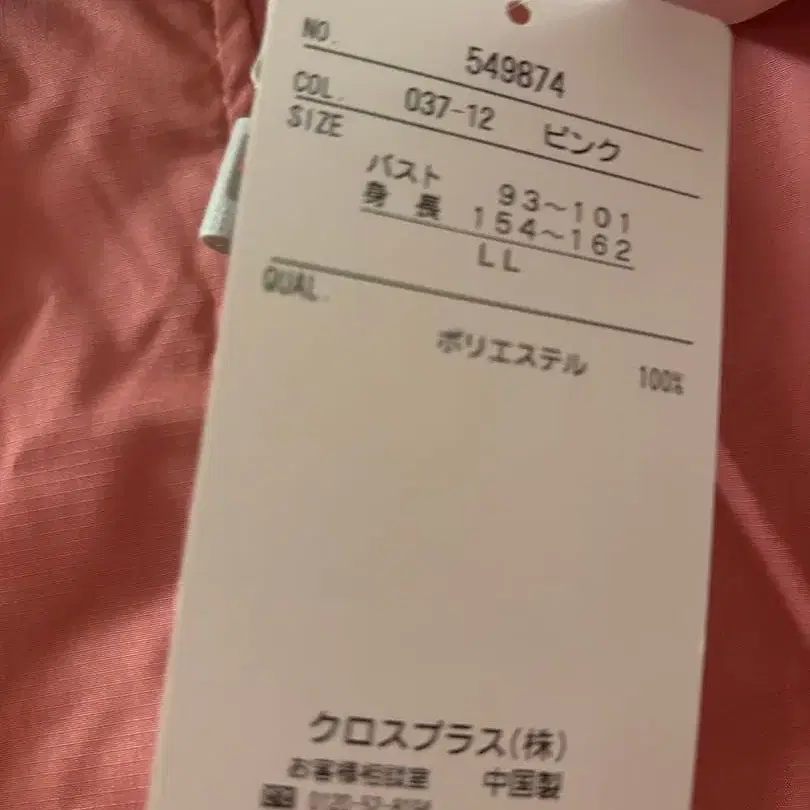 NO.
549874
COL. 037-12 ピンク
SIZE
バスト 93〜101
身長 154〜162
LL
QUAL.
ポリエステル 100%
クロスプラス(株)
お客様相談室 中国製